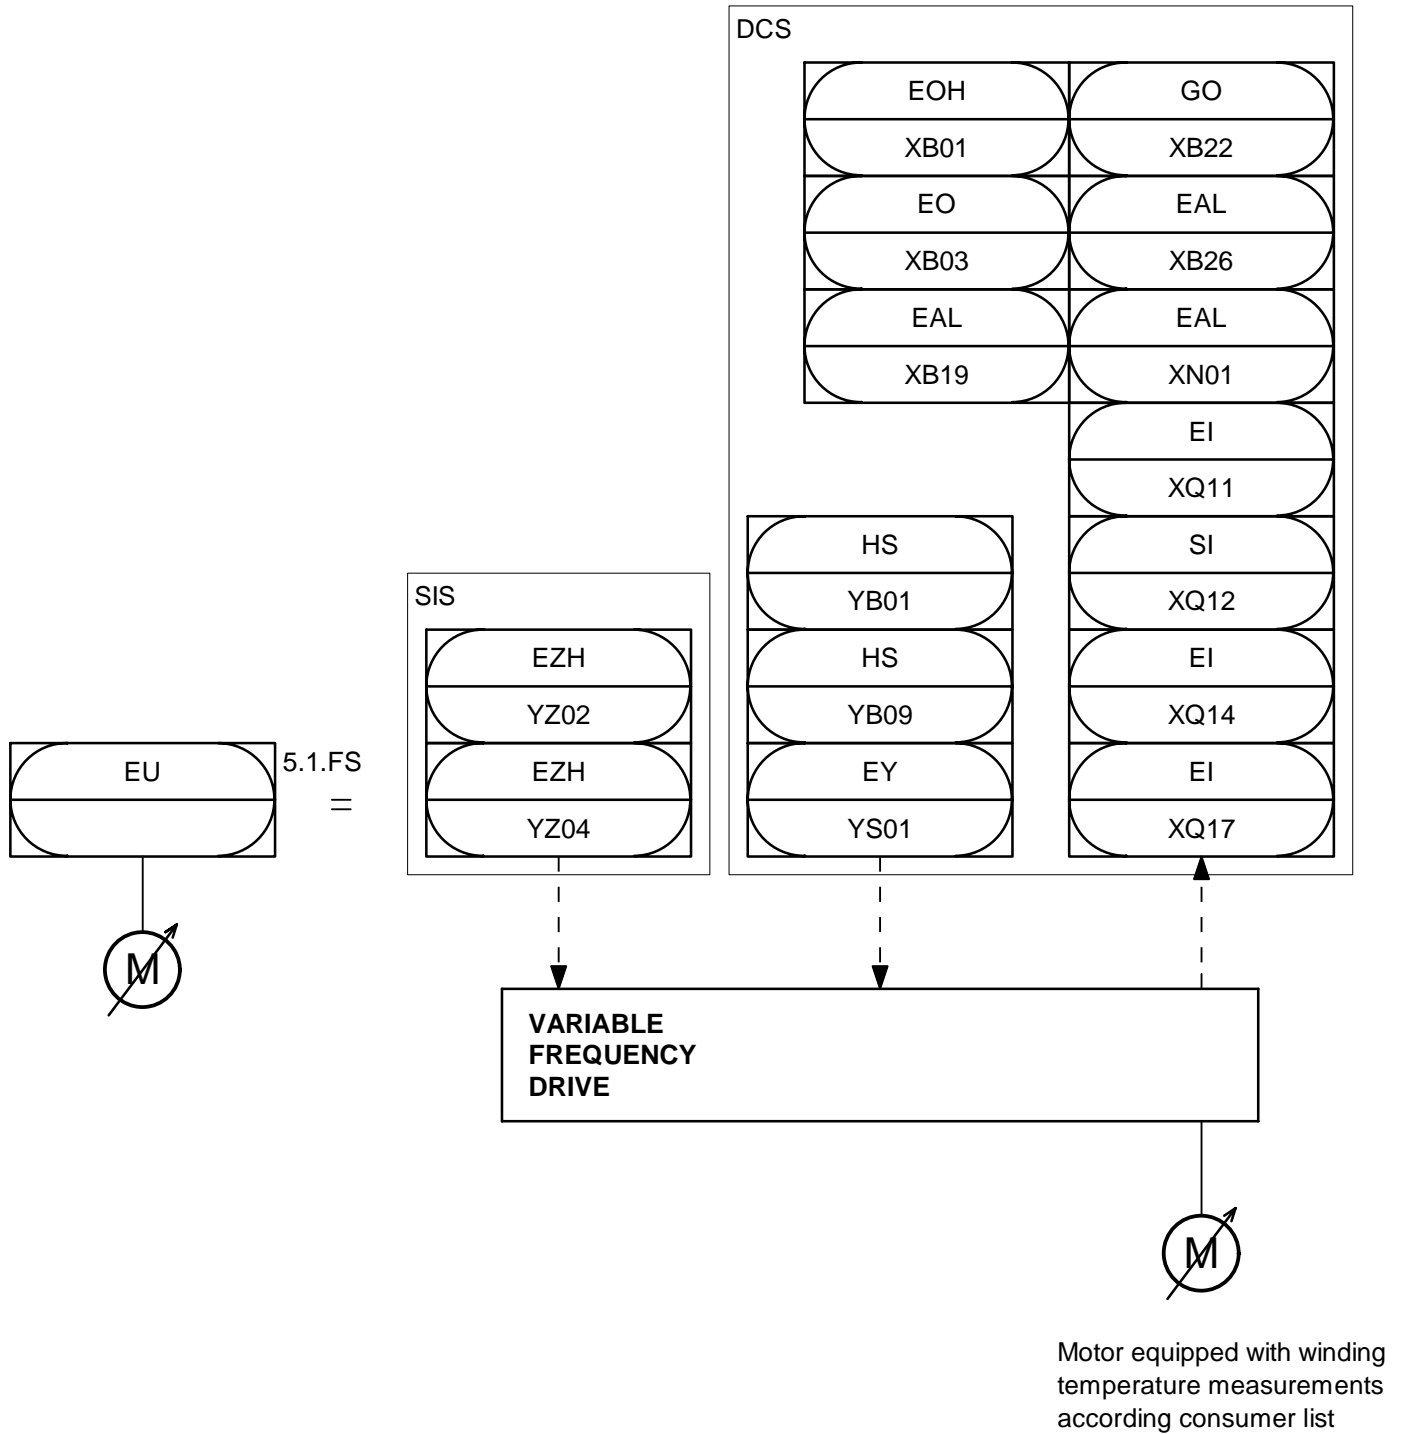 DCS
EOH
GO
XB01
XB22
EO
EAL
XB03
XB26
EAL
EAL
XB19
XN01
EI
XQ11
HS
SI
YB01
XQ12
SIS
EZH
HS
EI
YZ02
YB09
XQ14
EU
5.1.FS
=
EZH
EY
EI
YZ04
YS01
XQ17
M
VARIABLE
FREQUENCY
DRIVE
M
Motor equipped with winding
temperature measurements
according consumer list